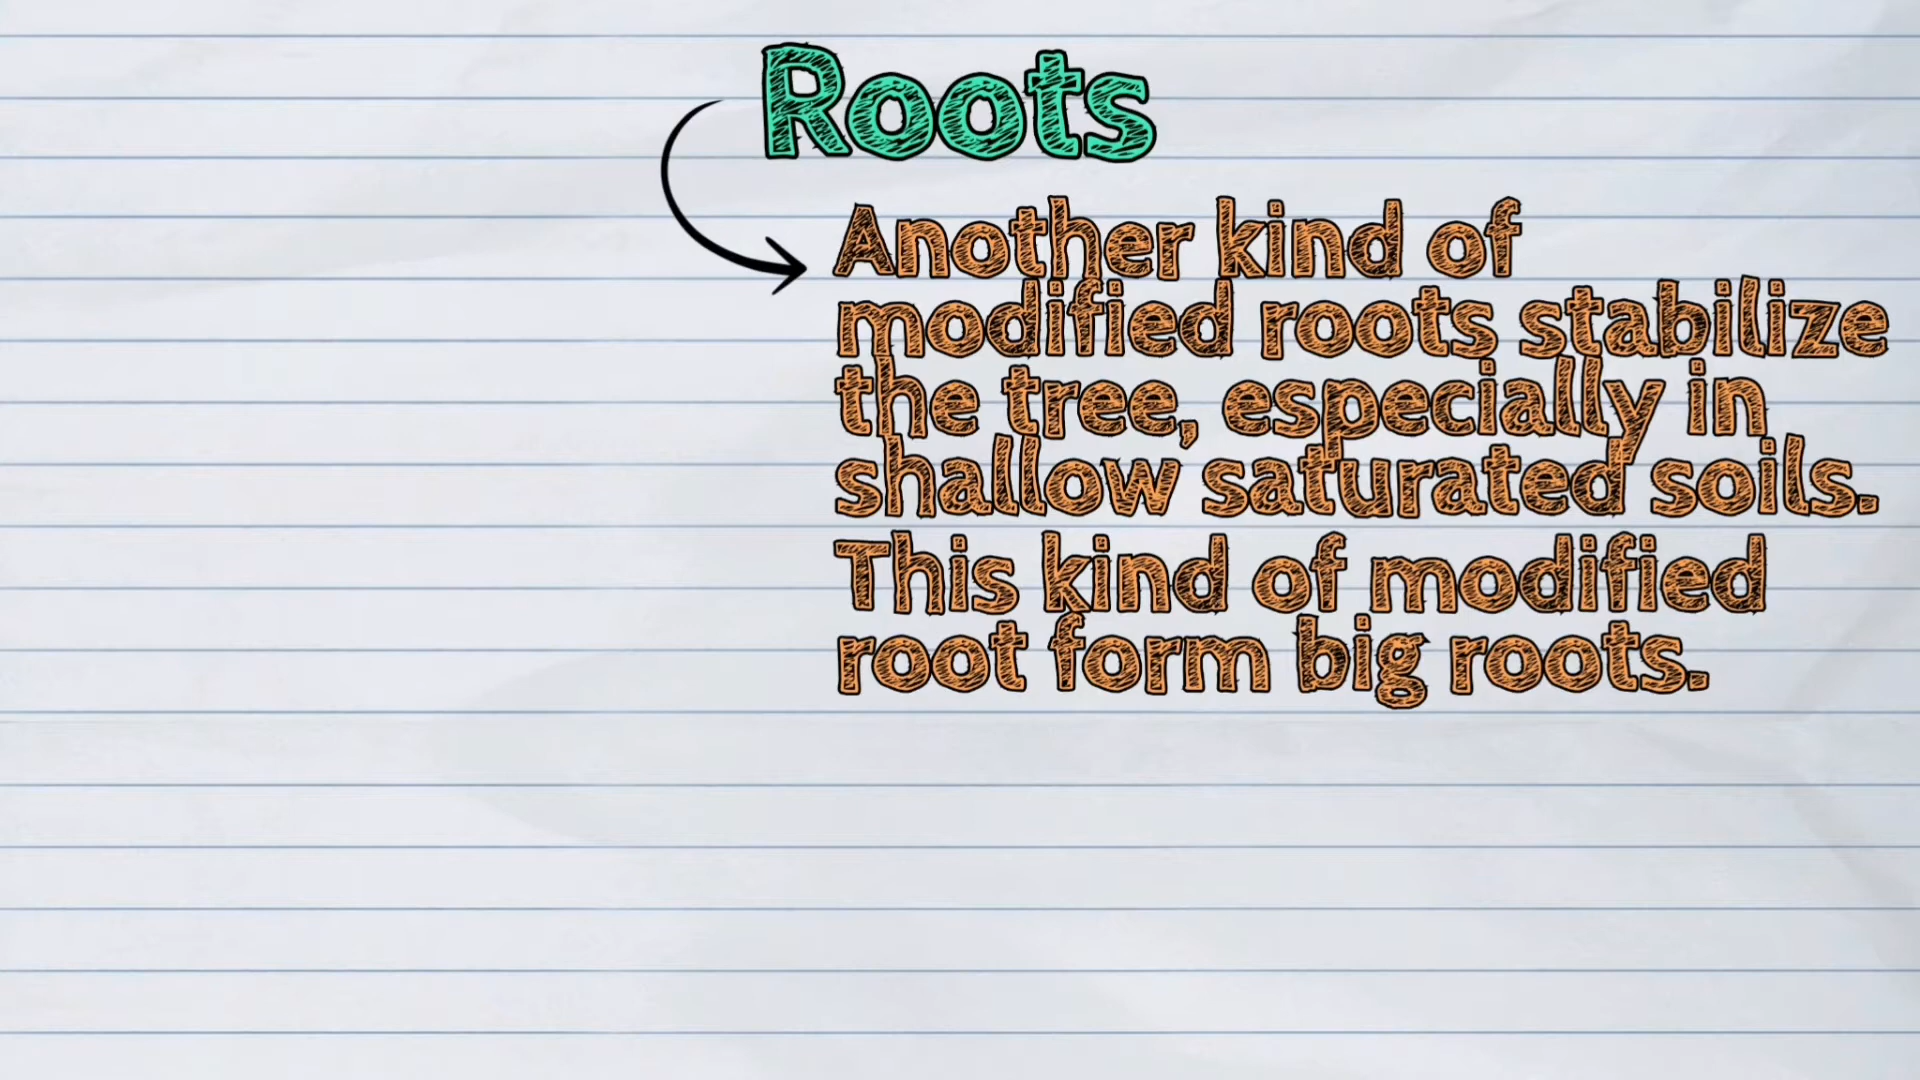 Roots
Another kind of
modified roots stabilize
the tree, especially in
shallow saturated soils.
This kind of modified
root form big roots.